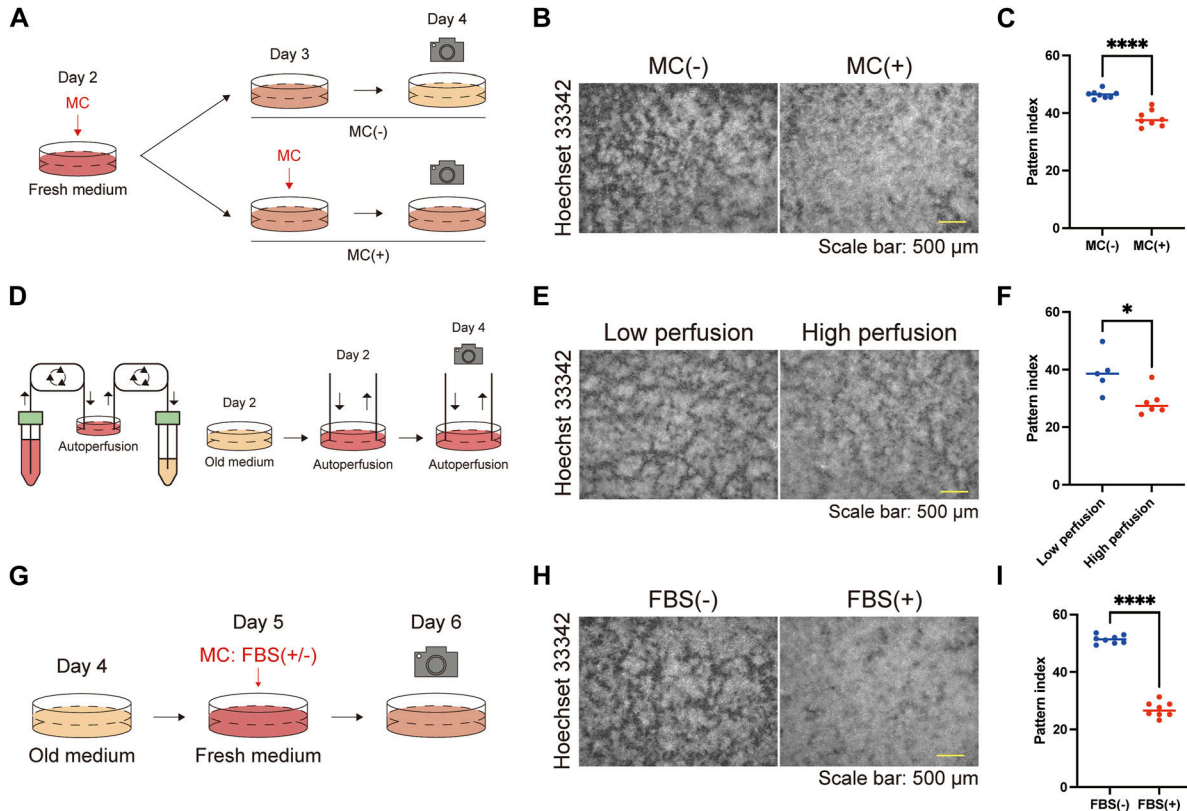 A
Day 2
MC
Fresh medium
Day 3
Day 4
MC(-)
MC
MC(+)
B
MC(-)
MC(+)
Hoechset 33342
Scale bar: 500 µm
C
****
Pattern index
60
40
20
0
MC(-)
MC(+)
D
Autoperfusion
Day 2
Old medium
Day 2
Autoperfusion
Day 4
Autoperfusion
E
Low perfusion
High perfusion
Hoechst 33342
Scale bar: 500 µm
F
*
Pattern index
60
40
20
0
Low perfusion
High perfusion
G
Day 4
Old medium
Day 5
MC: FBS(+/-)
Fresh medium
Day 6
H
FBS(-)
FBS(+)
Hoechst 33342
Scale bar: 500 µm
I
****
Pattern index
60
40
20
0
FBS(-)
FBS(+)